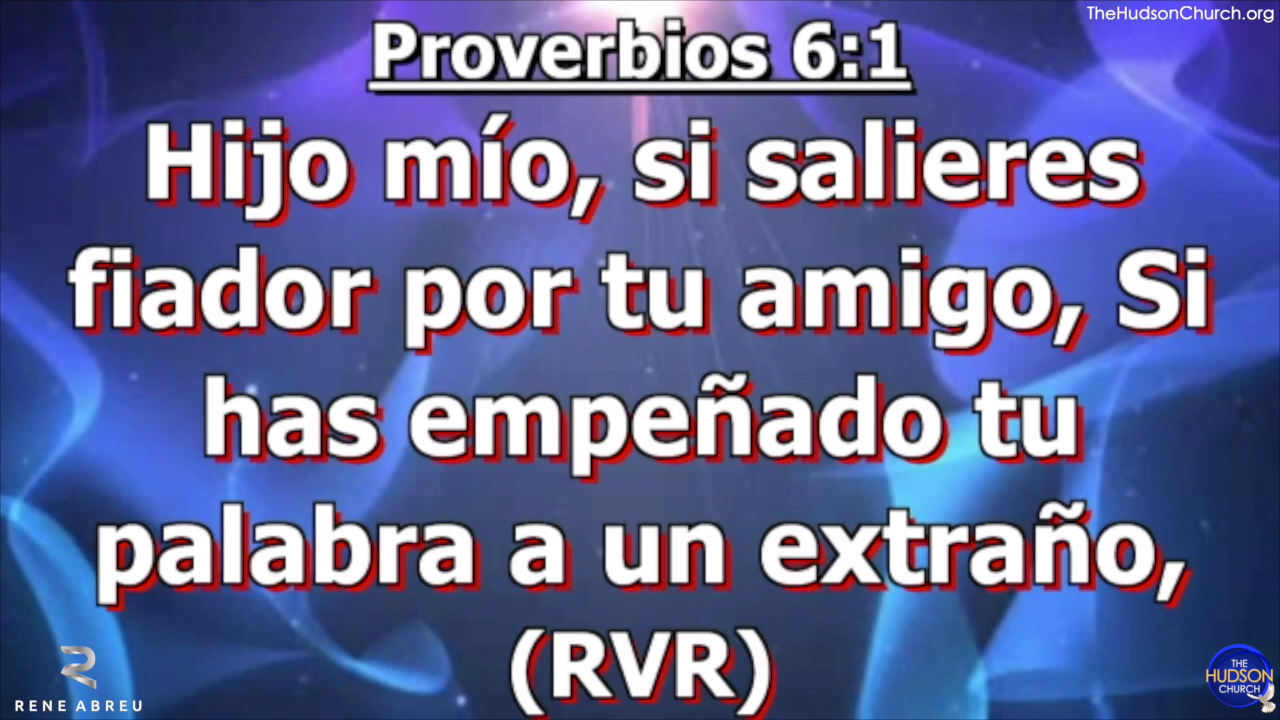 TheHudsonChurch.org
Proverbios 6:1
Hijo mío, si salieres
fiador por tu amigo, Si
has empeñado tu
palabra a un extraño,
(RVR)
RENE ABREU
THE
HUDSON
CHURCH